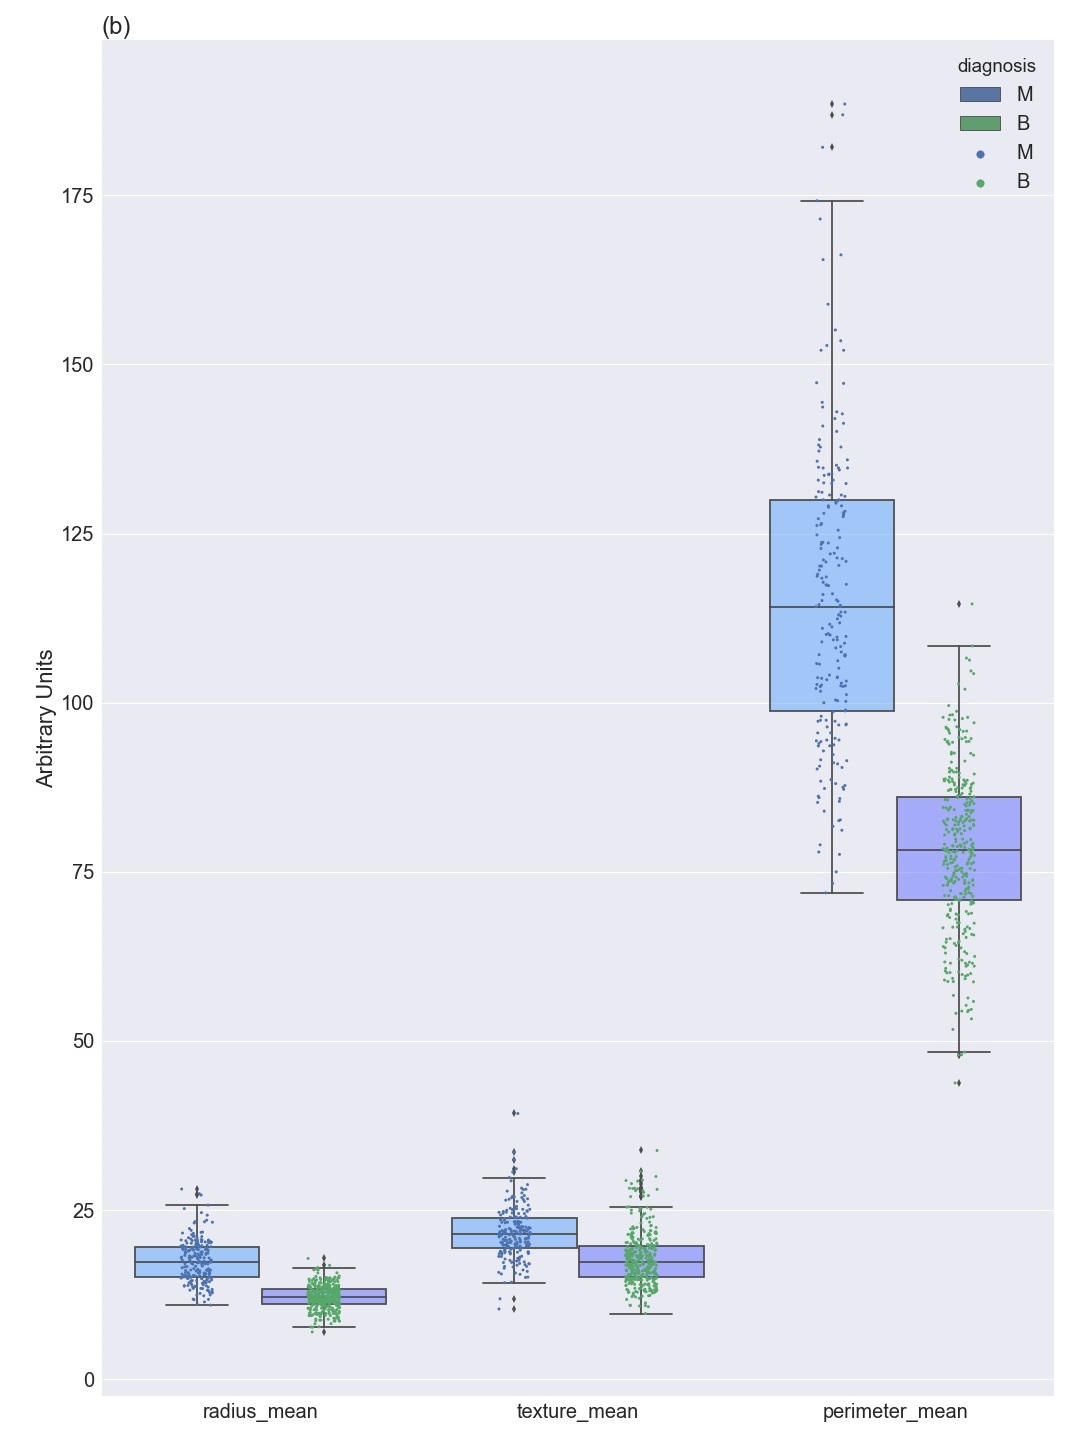 (b)
diagnosis
M
B
M
B
175
150
125
100
75
50
25
0
Arbitrary Units
radius_mean
texture_mean
perimeter_mean